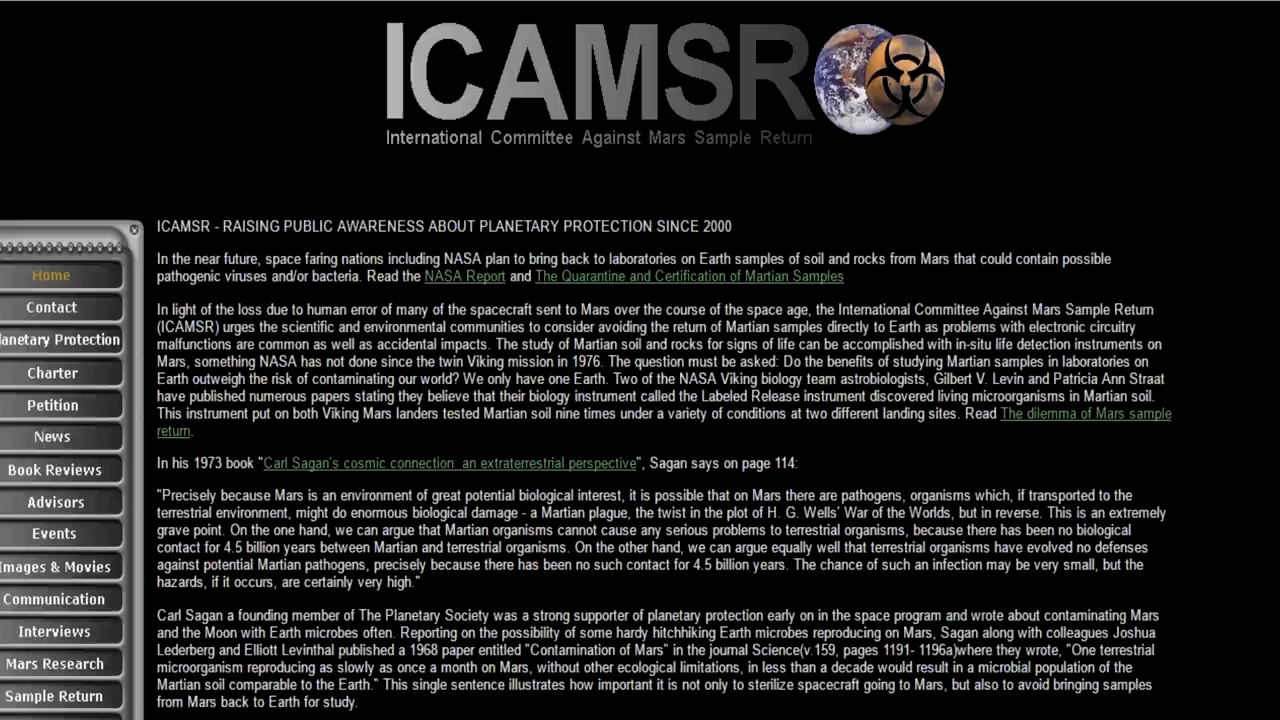 ICAMSR
International Committee Against Mars Sample Return
ICAMSR - RAISING PUBLIC AWARENESS ABOUT PLANETARY PROTECTION SINCE 2000
In the near future, space faring nations including NASA plan to bring back to laboratories on Earth samples of soil and rocks from Mars that could contain possible
pathogenic viruses and/or bacteria. Read the NASA Report and The Quarantine and Certification of Martian Samples
In light of the loss due to human error of many of the spacecraft sent to Mars over the course of the space age, the International Committee Against Mars Sample Return
(ICAMSR) urges the scientific and environmental communities to consider avoiding the return of Martian samples directly to Earth as problems with electronic circuitry
malfunctions are common as well as accidental impacts. The study of Martian soil and rocks for signs of life can be accomplished with in-situ life detection instruments on
Mars, something NASA has not done since the twin Viking mission in 1976. The question must be asked: Do the benefits of studying Martian samples in laboratories on
Earth outweigh the risk of contaminating our world? We only have one Earth. Two of the NASA Viking biology team astrobiologists, Gilbert V. Levin and Patricia Ann Straat
have published numerous papers stating they believe that their biology instrument called the Labeled Release instrument discovered living microorganisms in Martian soil.
This instrument put on both Viking Mars landers tested Martian soil nine times under a variety of conditions at two different landing sites. Read The dilemma of Mars sample
return.
In his 1973 book "Carl Sagan's cosmic connection: an extraterrestrial perspective", Sagan says on page 114:
"Precisely because Mars is an environment of great potential biological interest, it is possible that on Mars there are pathogens, organisms which, if transported to the
terrestrial environment, might do enormous biological damage - a Martian plague, the twist in the plot of H. G. Wells' War of the Worlds, but in reverse. This is an extremely
grave point. On the one hand, we can argue that Martian organisms cannot cause any serious problems to terrestrial organisms, because there has been no biological
contact for 4.5 billion years between Martian and terrestrial organisms. On the other hand, we can argue equally well that terrestrial organisms have evolved no defenses
against potential Martian pathogens, precisely because there has been no such contact for 4.5 billion years. The chance of such an infection may be very small, but the
hazards, if it occurs, are certainly very high."
Carl Sagan a founding member of The Planetary Society was a strong supporter of planetary protection early on in the space program and wrote about contaminating Mars
and the Moon with Earth microbes often. Reporting on the possibility of some hardy hitchhiking Earth microbes reproducing on Mars, Sagan along with colleagues Joshua
Lederberg and Elliott Levinthal published a 1968 paper entitled "Contamination of Mars" in the journal Science(v.159, pages 1191- 1196a)where they wrote, "One terrestrial
microorganism reproducing as slowly as once a month on Mars, without other ecological limitations, in less than a decade would result in a microbial population of the
Martian soil comparable to the Earth." This single sentence illustrates how important it is not only to sterilize spacecraft going to Mars, but also to avoid bringing samples
from Mars back to Earth for study.
Home
Contact
lanetary Protection
Charter
Petition
News
Book Reviews
Advisors
Events
Images & Movies
Communication
Interviews
Mars Research
Sample Return